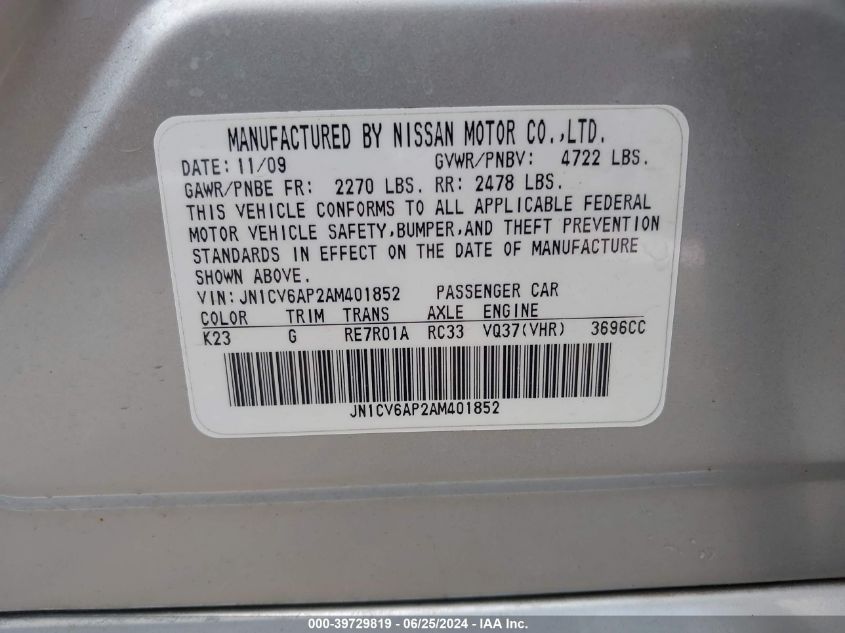 MANUFACTURED BY NISSAN MOTOR CO.,LTD.
DATE: 11/09 GVWR/PNBV: 4722 LBS.
GAWR/PNBE FR: 2270 LBS. RR: 2478 LBS.
THIS VEHICLE CONFORMS TO ALL APPLICABLE FEDERAL
MOTOR VEHICLE SAFETY,BUMPER,AND THEFT PREVENTION
STANDARDS IN EFFECT ON THE DATE OF MANUFACTURE
SHOWN ABOVE.
VIN: JN1CV6AP2AM401852 PASSENGER CAR
COLOR TRIM TRANS AXLE ENGINE
K23 G RE7R01A RC33 VQ37(VHR) 3696CC
JN1CV6AP2AM401852
000-39729819 - 06/25/2024 - IAA Inc.